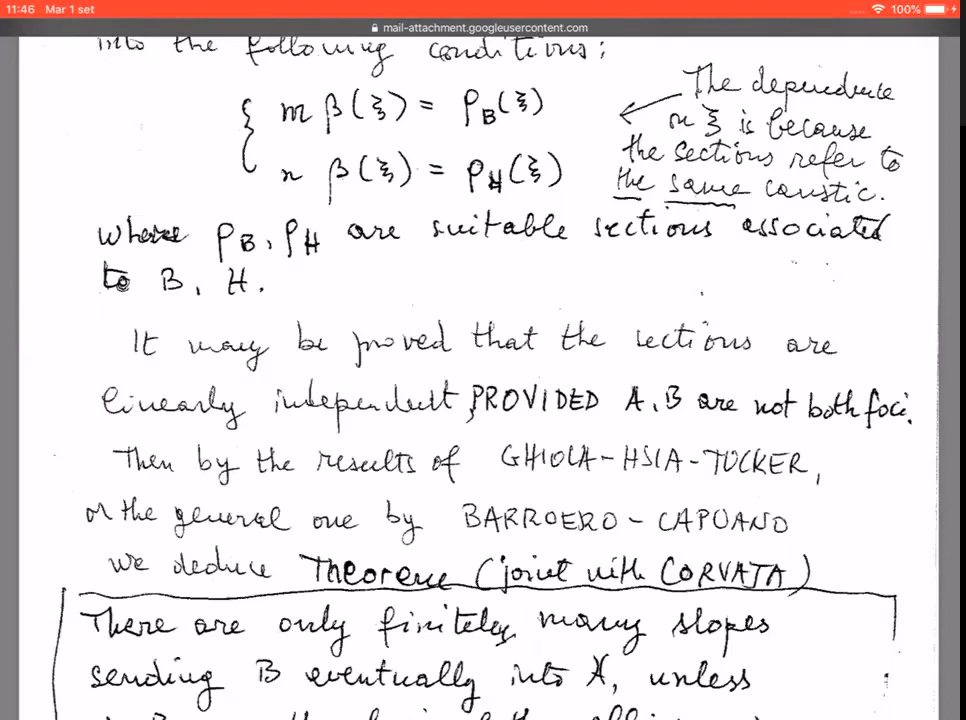 11:46 Mar 1 set
100%
mail-attachment.googleusercontent.com
into the following conditions:
{ m β(ξ) = ρ_B(ξ)
n β(ξ) = ρ_H(ξ)
The dependence
on ξ is because
the sections refer to
the same caustic.
where ρ_B, ρ_H are suitable sections associated
to B, H.
It may be proved that the sections are
linearly independent, PROVIDED A, B are not both foci.
Then by the results of GHIOCA-HSIA-TUCKER,
or the general one by BARROERO-CAPUANO
we deduce Theorem (joint with CORVAJA)
There are only finitely many slopes
sending B eventually into H, unless